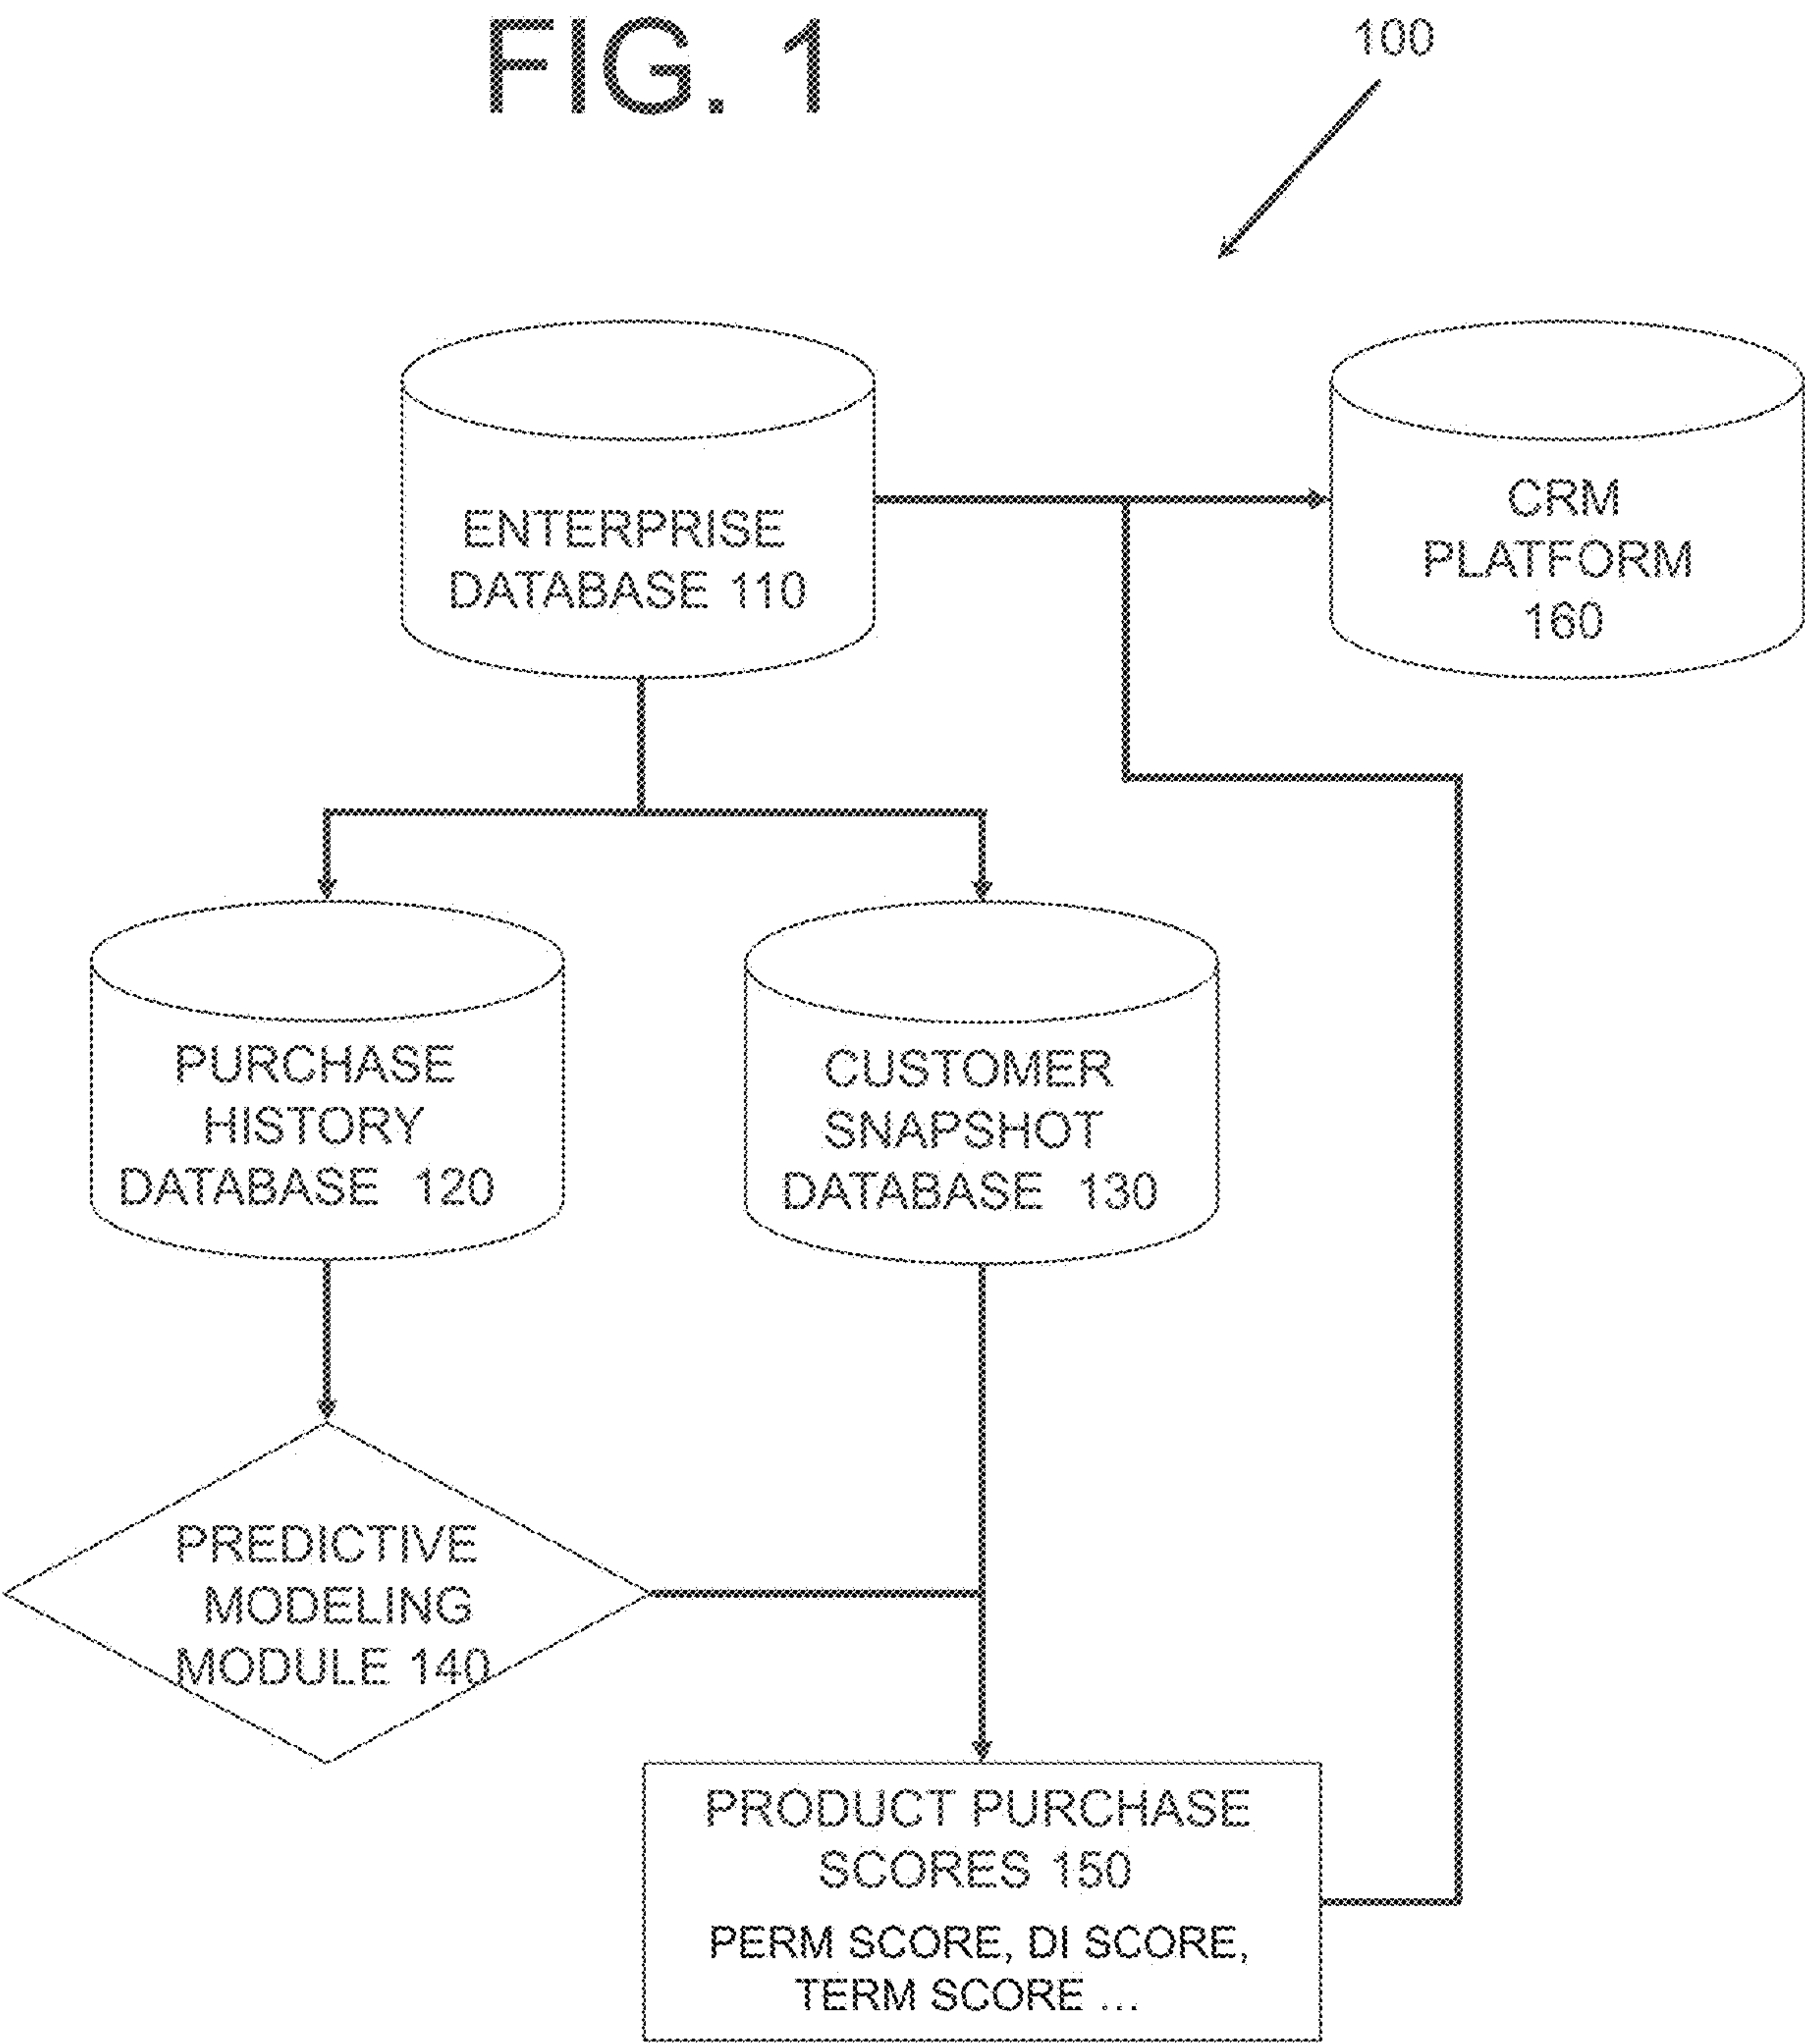 FIG. 1
100
ENTERPRISE
DATABASE 110
CRM
PLATFORM
160
PURCHASE
HISTORY
DATABASE 120
CUSTOMER
SNAPSHOT
DATABASE 130
PREDICTIVE
MODELING
MODULE 140
PRODUCT PURCHASE
SCORES 150
PERM SCORE, DI SCORE,
TERM SCORE ...